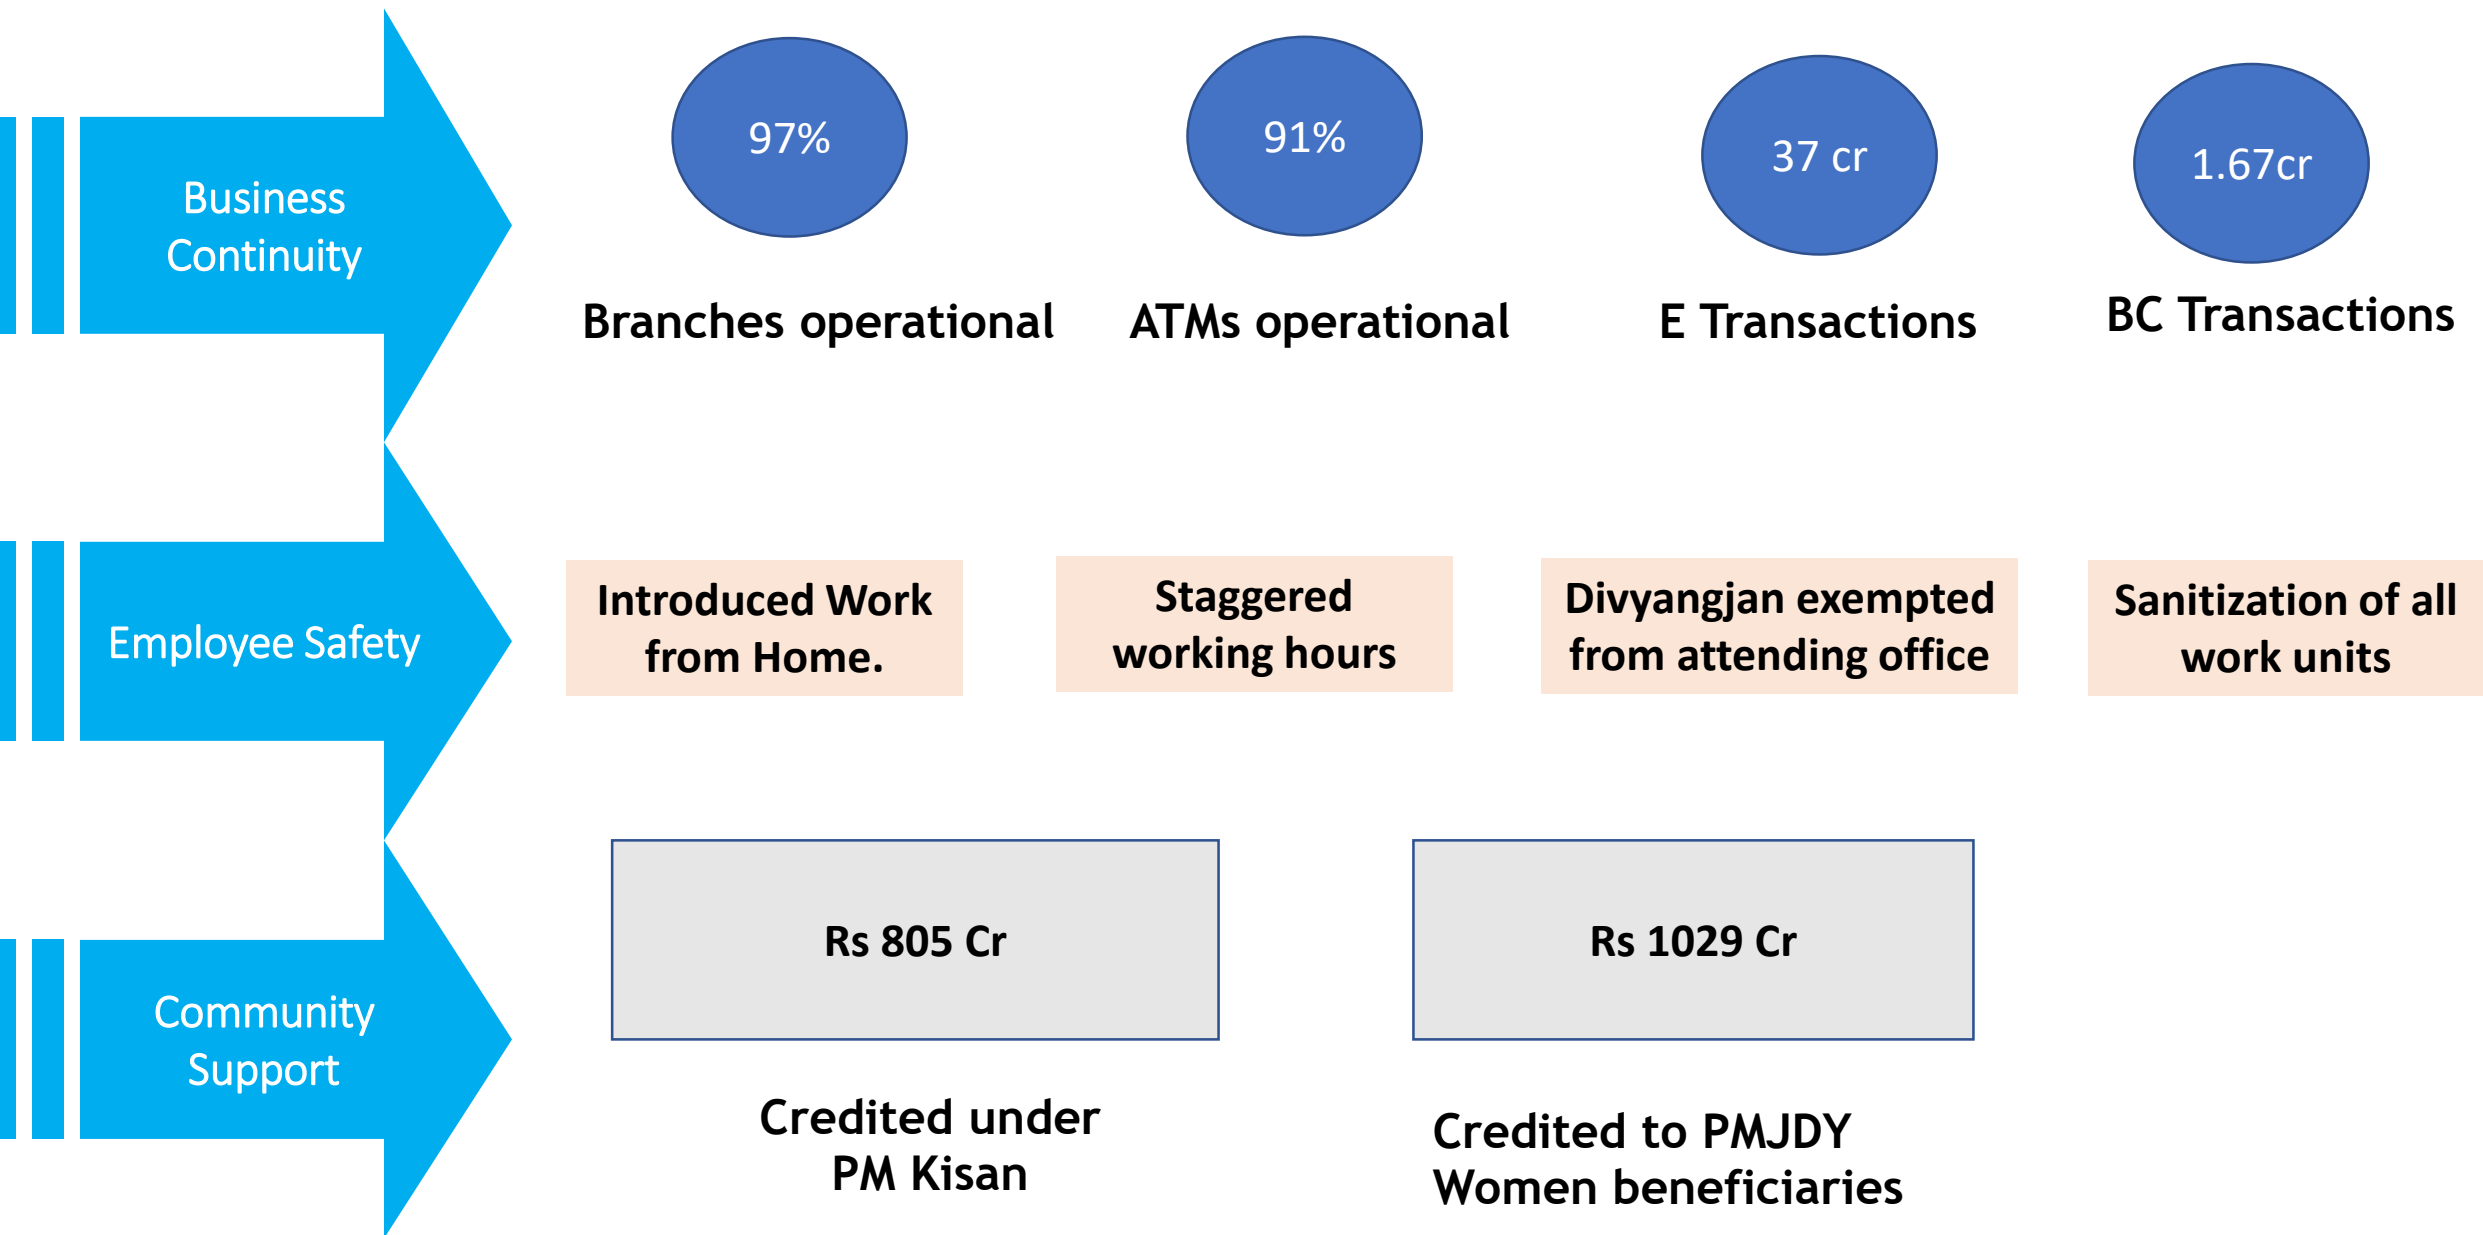 Business
Continuity
97%
91%
37 cr
1.67cr
Branches operational
ATMs operational
E Transactions
BC Transactions
Employee Safety
Introduced Work
from Home.
Staggered
working hours
Divyangjan exempted
from attending office
Sanitization of all
work units
Community
Support
Rs 805 Cr
Credited under
PM Kisan
Rs 1029 Cr
Credited to PMJDY
Women beneficiaries